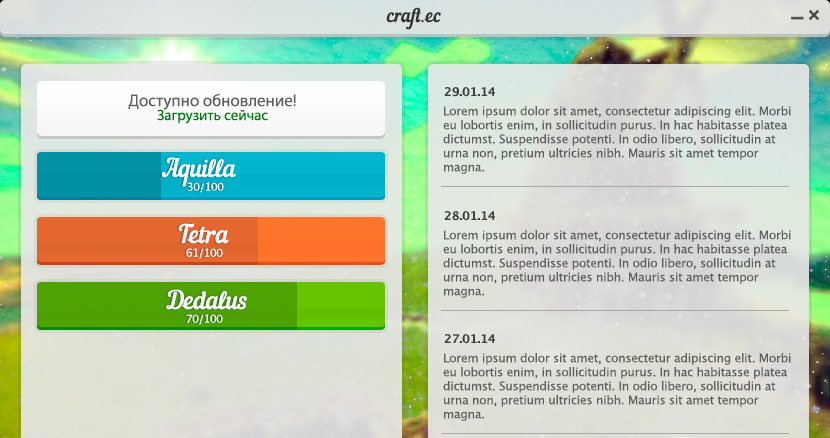 craft.ec
Доступно обновление!
Загрузить сейчас
Aquilla
30/100
Tetra
61/100
Dedalus
70/100
29.01.14
Lorem ipsum dolor sit amet, consectetur adipiscing elit. Morbi
eu lobortis enim, in sollicitudin purus. In hac habitasse platea
dictumst. Suspendisse potenti. In odio libero, sollicitudin at
urna non, pretium ultricies nibh. Mauris sit amet tempor
magna.
28.01.14
Lorem ipsum dolor sit amet, consectetur adipiscing elit. Morbi
eu lobortis enim, in sollicitudin purus. In hac habitasse platea
dictumst. Suspendisse potenti. In odio libero, sollicitudin at
urna non, pretium ultricies nibh. Mauris sit amet tempor
magna.
27.01.14
Lorem ipsum dolor sit amet, consectetur adipiscing elit. Morbi
eu lobortis enim, in sollicitudin purus. In hac habitasse platea
dictumst. Suspendisse potenti. In odio libero, sollicitudin at
urna non, pretium ultricies nibh. Mauris sit amet tempor
magna.